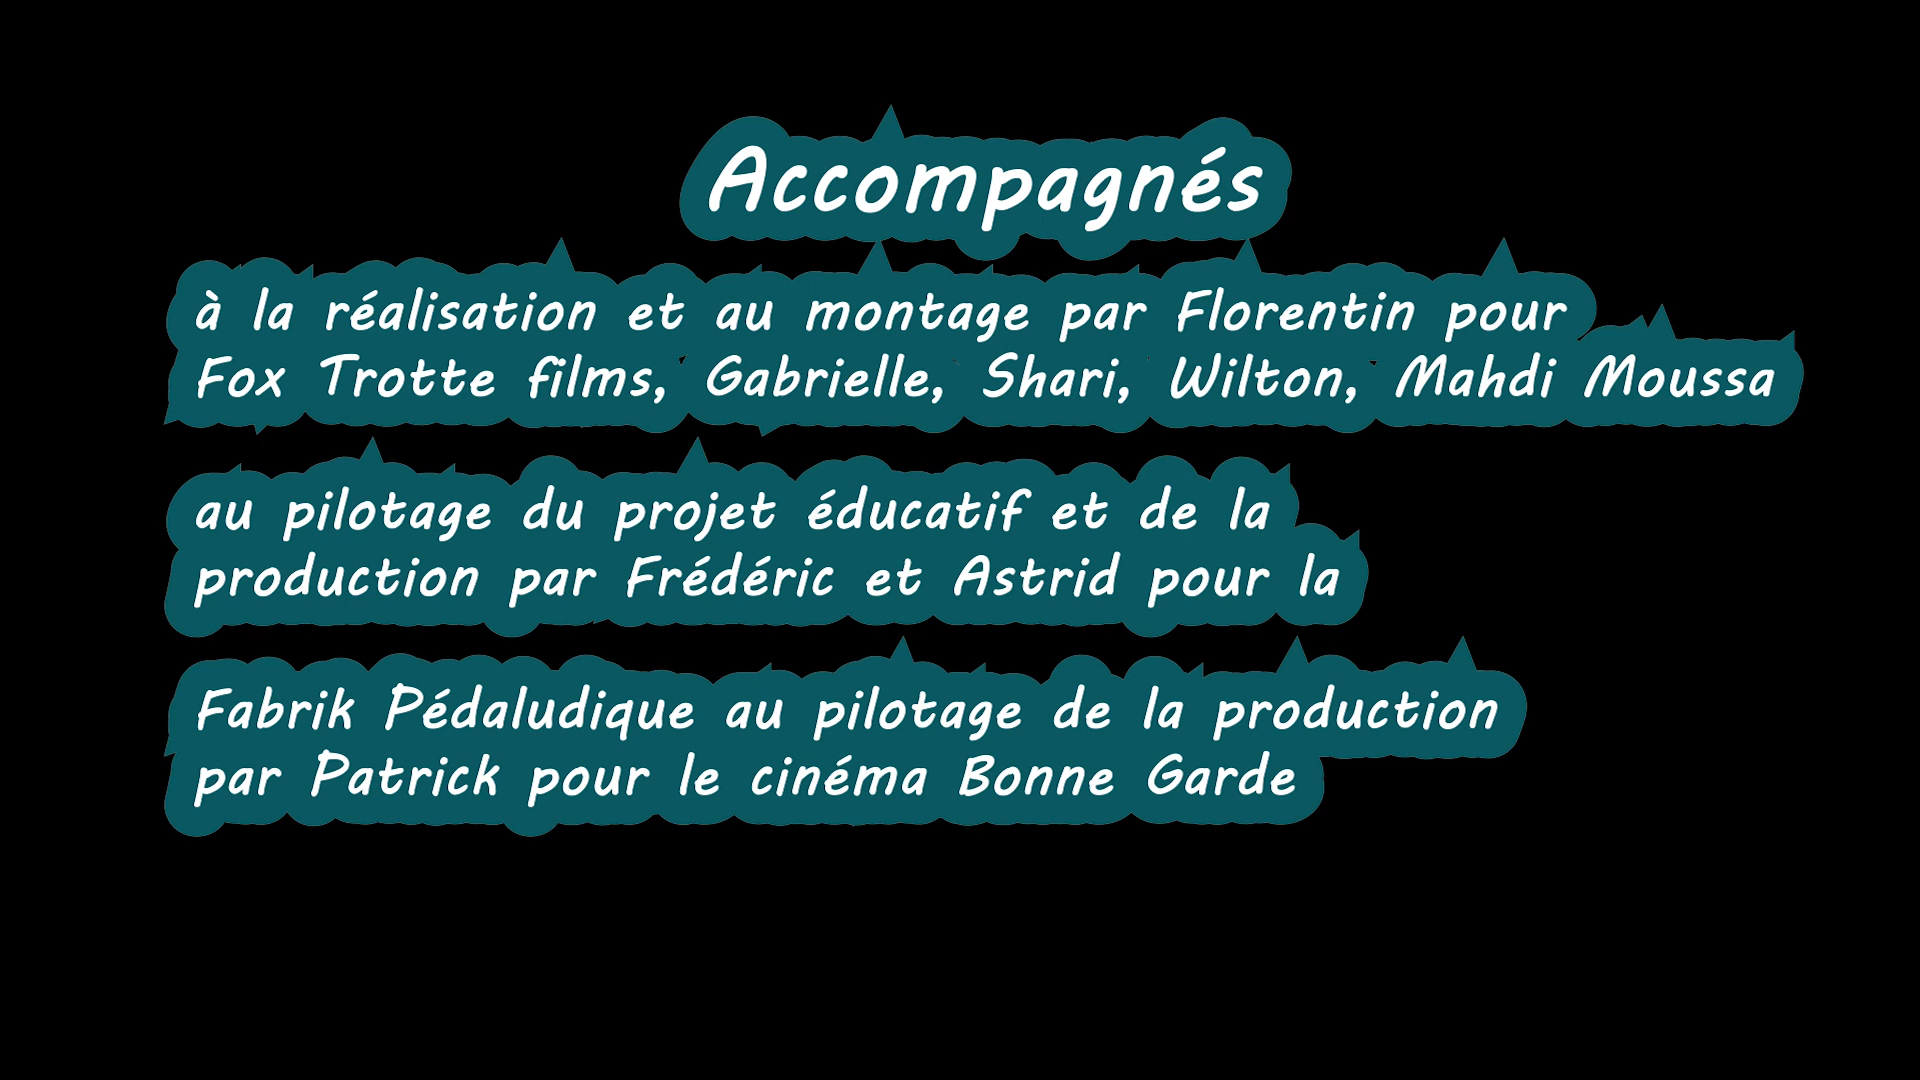 Accompagnés
à la réalisation et au montage par Florentin pour
Fox Trotte films, Gabrielle, Shari, Wilton, Mahdi Moussa
au pilotage du projet éducatif et de la
production par Frédéric et Astrid pour la
Fabrik Pédaludique au pilotage de la production
par Patrick pour le cinéma Bonne Garde